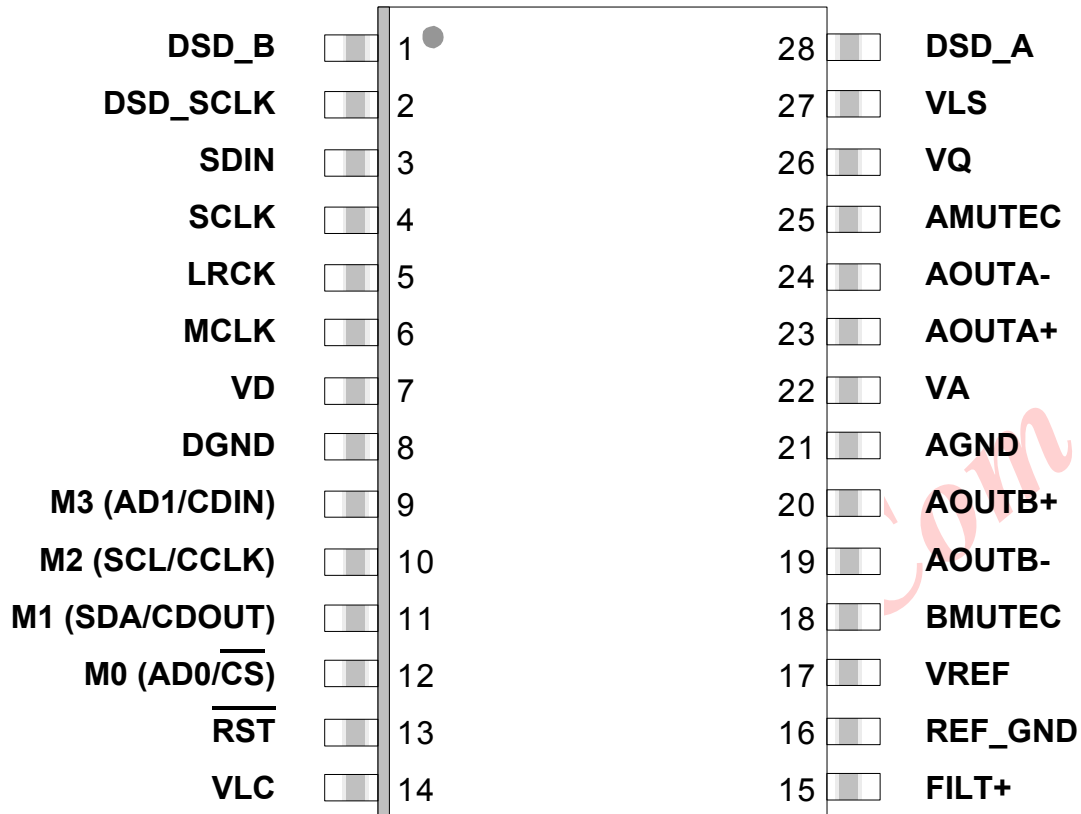 DSD_B 1 28 DSD_A
DSD_SCLK 2 27 VLS
SDIN 3 26 VQ
SCLK 4 25 AMUTEC
LRCK 5 24 AOUTA-
MCLK 6 23 AOUTA+
VD 7 22 VA
DGND 8 21 AGND
M3 (AD1/CDIN) 9 20 AOUTB+
M2 (SCL/CCLK) 10 19 AOUTB-
M1 (SDA/CDOUT) 11 18 BMUTEC
M0 (AD0/C̅S̅) 12 17 VREF
R̅S̅T̅ 13 16 REF_GND
VLC 14 15 FILT+
.Com